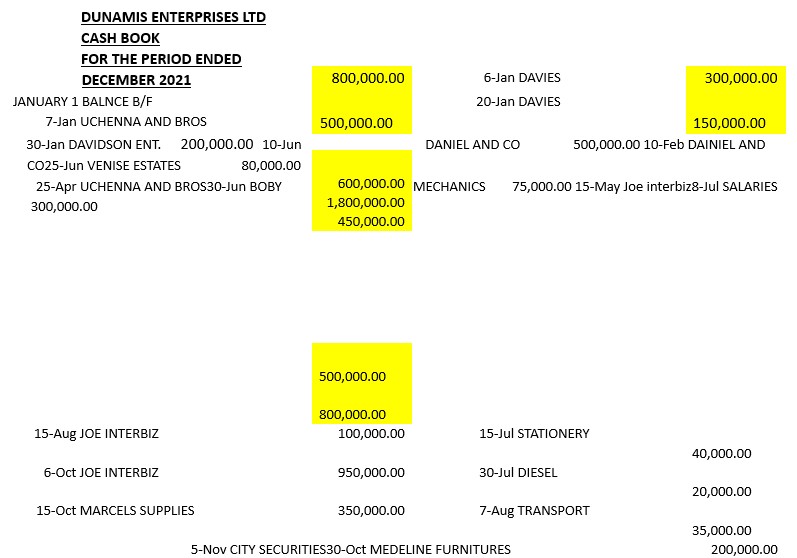 DUNAMIS ENTERPRISES LTD
CASH BOOK
FOR THE PERIOD ENDED
DECEMBER 2021 800,000.00 6-Jan DAVIES 300,000.00
JANUARY 1 BALNCE B/F 20-Jan DAVIES
7-Jan UCHENNA AND BROS 500,000.00 150,000.00
30-Jan DAVIDSON ENT. 200,000.00 10-Jun DANIEL AND CO 500,000.00 10-Feb DAINIEL AND
CO25-Jun VENISE ESTATES 80,000.00
25-Apr UCHENNA AND BROS30-Jun BOBY 600,000.00 MECHANICS 75,000.00 15-May Joe interbiz8-Jul SALARIES
300,000.00 1,800,000.00
450,000.00
500,000.00
800,000.00
15-Aug JOE INTERBIZ 100,000.00 15-Jul STATIONERY
40,000.00
6-Oct JOE INTERBIZ 950,000.00 30-Jul DIESEL
20,000.00
15-Oct MARCELS SUPPLIES 350,000.00 7-Aug TRANSPORT
35,000.00
5-Nov CITY SECURITIES30-Oct MEDELINE FURNITURES 200,000.00